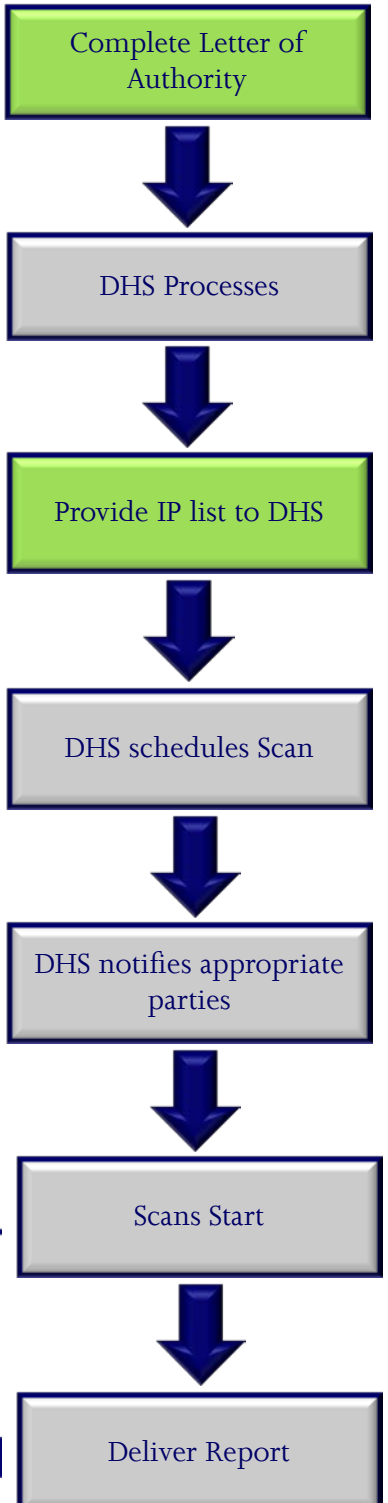 Complete Letter of
Authority
DHS Processes
Provide IP list to DHS
DHS schedules Scan
DHS notifies appropriate
parties
Scans Start
Deliver Report